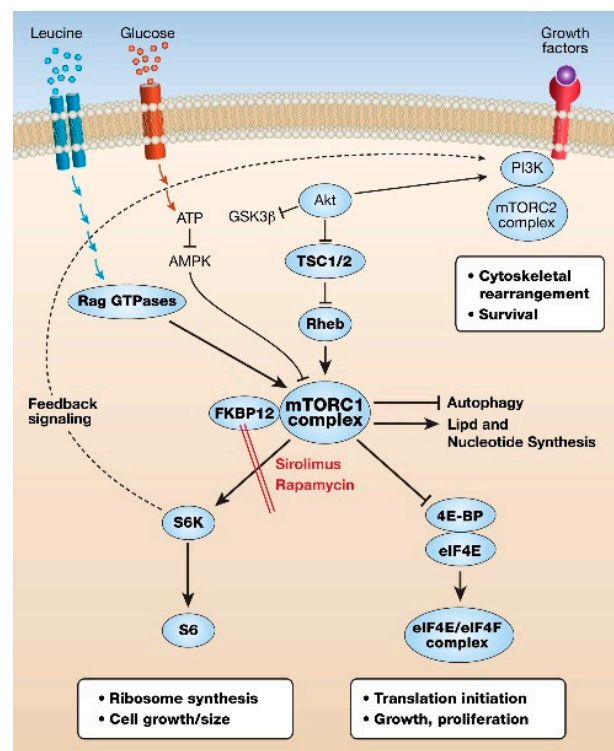 Leucine
Glucose
Growth
factors
PI3K
mTORC2
complex
Akt
GSK3β
ATP
AMPK
TSC1/2
Rag GTPases
Rheb
• Cytoskeletal
rearrangement
• Survival
Feedback
signaling
FKBP12
mTORC1
complex
Autophagy
Lipd and
Nucleotide Synthesis
Sirolimus
Rapamycin
S6K
4E-BP
eIF4E
S6
eIF4E/eIF4F
complex
• Ribosome synthesis
• Cell growth/size
• Translation initiation
• Growth, proliferation